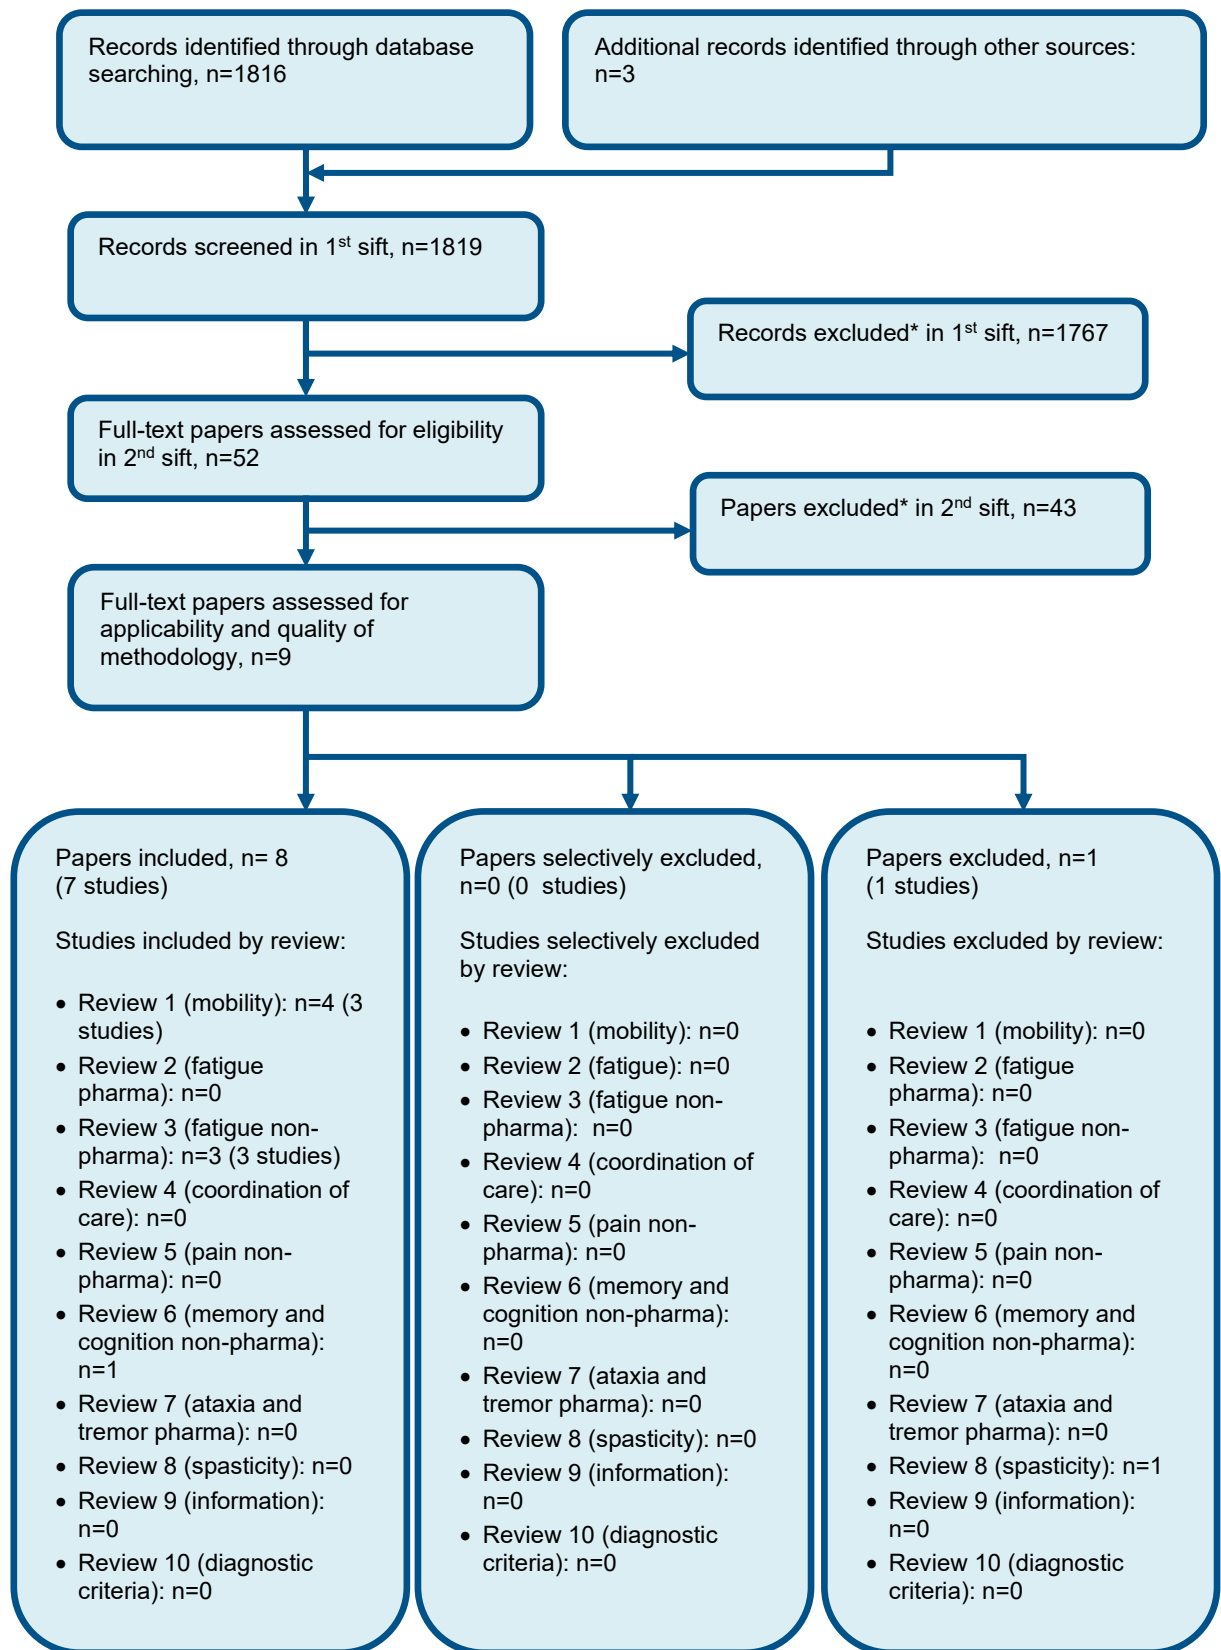 Records identified through database
searching, n=1816
Additional records identified through other sources:
n=3
Records screened in 1st sift, n=1819
Records excluded* in 1st sift, n=1767
Full-text papers assessed for eligibility
in 2nd sift, n=52
Papers excluded* in 2nd sift, n=43
Full-text papers assessed for
applicability and quality of
methodology, n=9
Papers included, n= 8
(7 studies)
Studies included by review:
• Review 1 (mobility): n=4 (3
studies)
• Review 2 (fatigue
pharma): n=0
• Review 3 (fatigue non-
pharma): n=3 (3 studies)
• Review 4 (coordination of
care): n=0
• Review 5 (pain non-
pharma): n=0
• Review 6 (memory and
cognition non-pharma):
n=1
• Review 7 (ataxia and
tremor pharma): n=0
• Review 8 (spasticity): n=0
• Review 9 (information):
n=0
• Review 10 (diagnostic
criteria): n=0
Papers selectively excluded,
n=0 (0  studies)
Studies selectively excluded
by review:
• Review 1 (mobility): n=0
• Review 2 (fatigue): n=0
• Review 3 (fatigue non-
pharma):  n=0
• Review 4 (coordination of
care): n=0
• Review 5 (pain non-
pharma): n=0
• Review 6 (memory and
cognition non-pharma):
n=0
• Review 7 (ataxia and
tremor pharma): n=0
• Review 8 (spasticity): n=0
• Review 9 (information):
n=0
• Review 10 (diagnostic
criteria): n=0
Papers excluded, n=1
(1 studies)
Studies excluded by review:
• Review 1 (mobility): n=0
• Review 2 (fatigue
pharma): n=0
• Review 3 (fatigue non-
pharma):  n=0
• Review 4 (coordination of
care): n=0
• Review 5 (pain non-
pharma): n=0
• Review 6 (memory and
cognition non-pharma):
n=0
• Review 7 (ataxia and
tremor pharma): n=0
• Review 8 (spasticity): n=1
• Review 9 (information):
n=0
• Review 10 (diagnostic
criteria): n=0